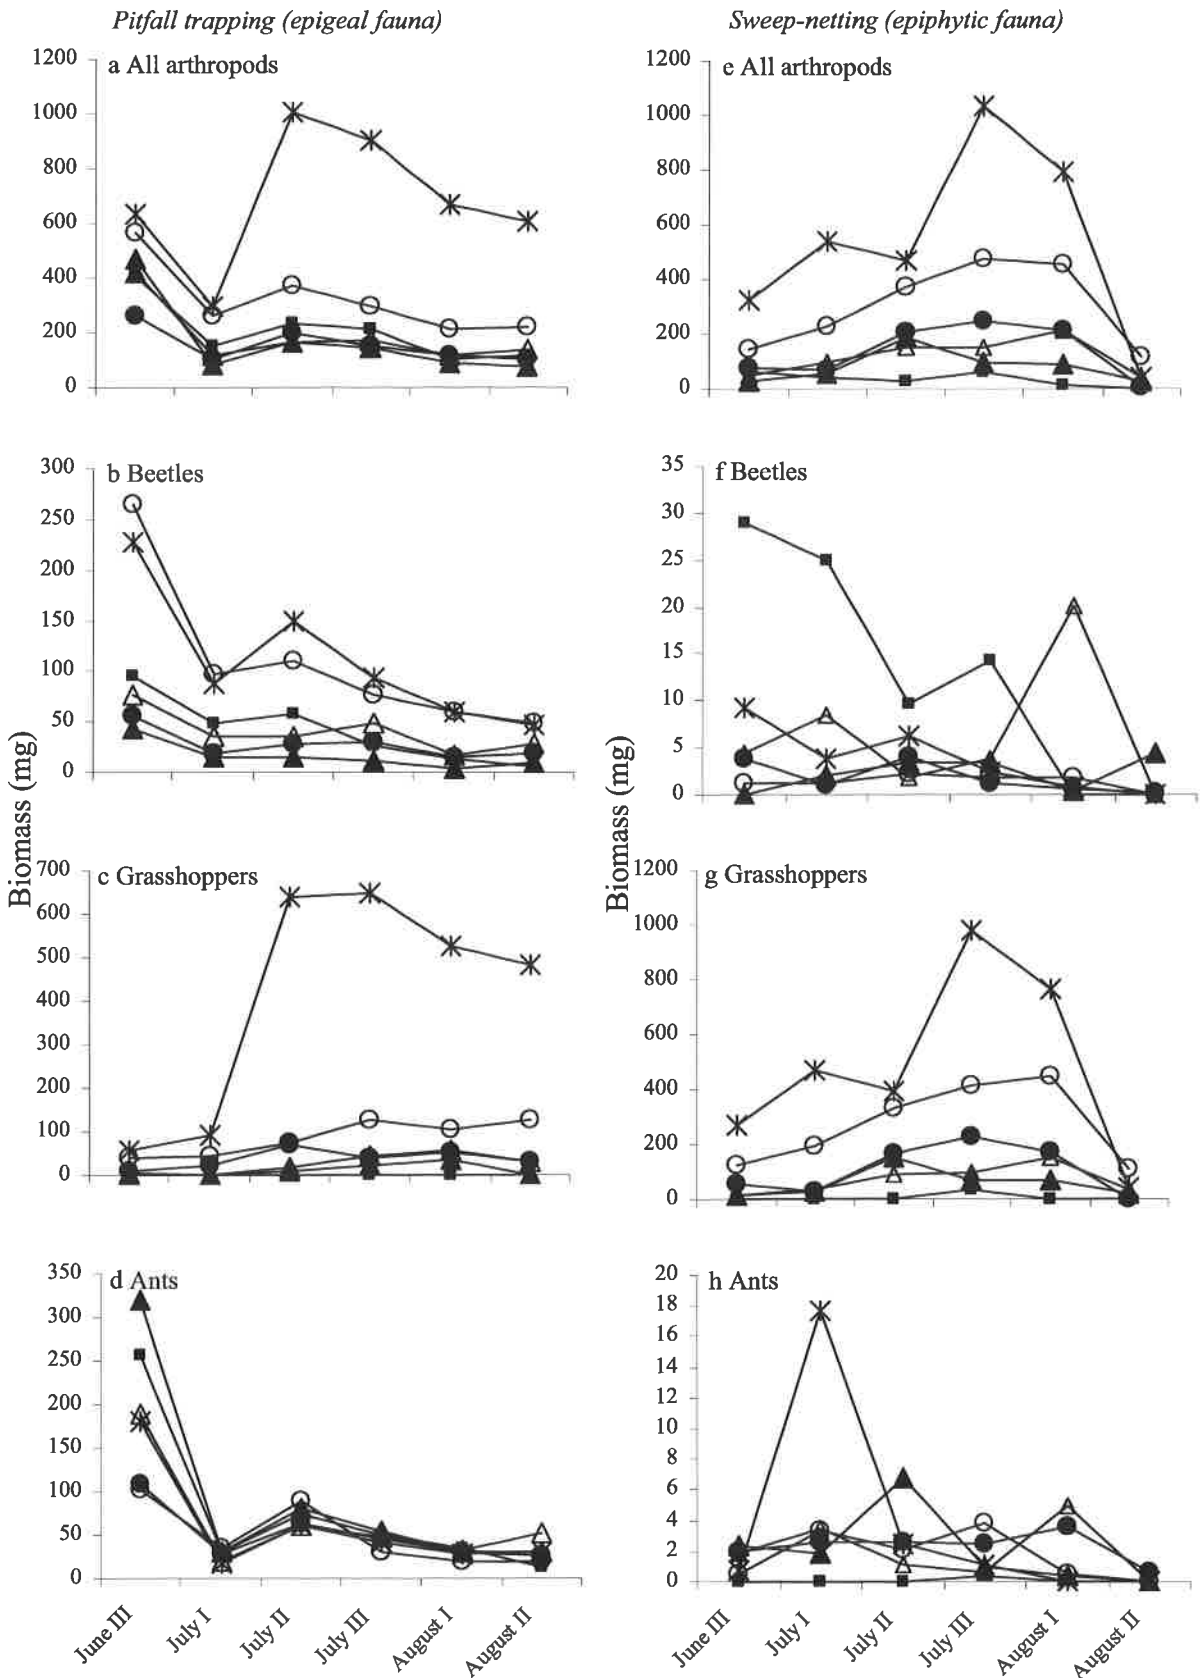 Pitfall trapping (epigeal fauna)
Sweep-netting (epiphytic fauna)
a All arthropods
1200
1000
800
600
400
200
0
e All arthropods
1200
1000
800
600
400
200
0
b Beetles
300
250
200
150
100
50
0
f Beetles
35
30
25
20
15
10
5
0
Biomass (mg)
Biomass (mg)
c Grasshoppers
700
600
500
400
300
200
100
0
g Grasshoppers
1200
1000
800
600
400
200
0
d Ants
350
300
250
200
150
100
50
0
h Ants
20
18
16
14
12
10
8
6
4
2
0
June III
July I
July II
July III
August I
August II
June III
July I
July II
July III
August I
August II